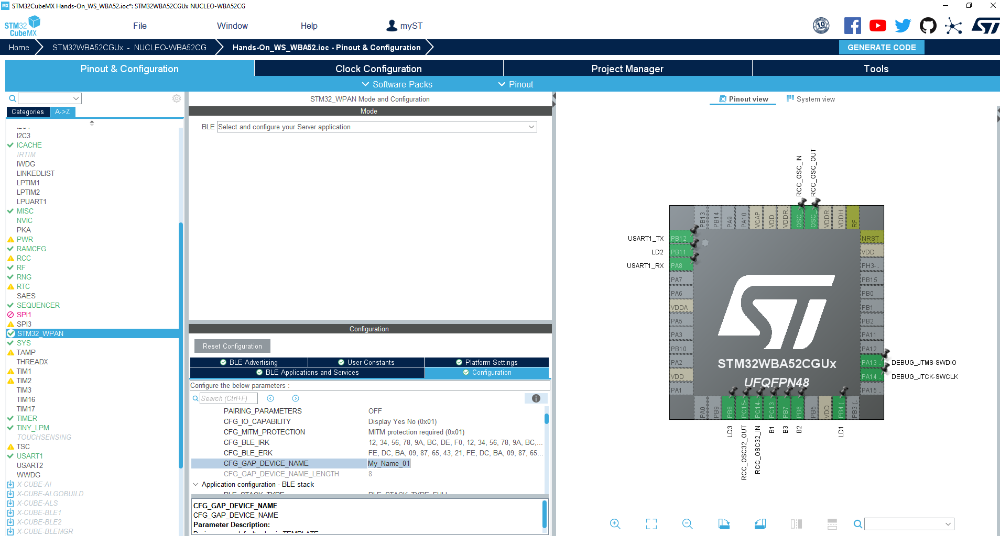 MX STM32CubeMX Hands-On_WS_WBA52.ioc*: STM32WBA52CGUx NUCLEO-WBA52CG
STM32
CubeMX
File
Window
Help
myST
10
Home
STM32WBA52CGUx - NUCLEO-WBA52CG
Hands-On_WS_WBA52.ioc - Pinout & Configuration
GENERATE CODE
Pinout & Configuration
Clock Configuration
Project Manager
Tools
Software Packs
Pinout
Categories
A->Z
I2C3
ICACHE
IRTIM
IWDG
LINKEDLIST
LPTIM1
LPTIM2
LPUART1
MISC
NVIC
PKA
PWR
RAMCFG
RCC
RF
RNG
RTC
SAES
SEQUENCER
SPI1
SPI3
STM32_WPAN
SYS
TAMP
THREADX
TIM1
TIM2
TIM3
TIM16
TIM17
TIMER
TINY_LPM
TOUCHSENSING
TSC
USART1
USART2
WWDG
X-CUBE-AI
X-CUBE-ALGOBUILD
X-CUBE-ALS
X-CUBE-BLE1
X-CUBE-BLE2
X-CUBE-BLEMGR
STM32_WPAN Mode and Configuration
Mode
BLE Select and configure your Server application
Configuration
Reset Configuration
BLE Advertising
User Constants
Platform Settings
BLE Applications and Services
Configuration
Configure the below parameters :
Search (Ctrl+F)
PAIRING_PARAMETERS OFF
CFG_IO_CAPABILITY Display Yes No (0x01)
CFG_MITM_PROTECTION MITM protection required (0x01)
CFG_BLE_IRK 12, 34, 56, 78, 9A, BC, DE, F0, 12, 34, 56, 78, 9A, BC,...
CFG_BLE_ERK FE, DC, BA, 09, 87, 65, 43, 21, FE, DC, BA, 09, 87, 65...
CFG_GAP_DEVICE_NAME My_Name_01
CFG_GAP_DEVICE_NAME_LENGTH 8
Application configuration - BLE stack
BLE_STACK_TYPE BLE_STACK_TYPE_FULL
CFG_GAP_DEVICE_NAME
CFG_GAP_DEVICE_NAME
Parameter Description:
Pinout view
System view
RCC_OSC_IN
RCC_OSC_OUT
PB13
PB14
PA9
PA10
VCAP
VDD
VDDR..
OSC_..
OSC_..
VDDR..
VDDH..
RF
USART1_TX PB12
LD2 PB11
USART1_RX PA8
PA7
PA6
VDDA
PA5
PA3
PB10
PA2
VDD
PA1
NRST
VDD
PH3-..
PB15
PB0
PB1
PB2
PA11
PA12
PA13 .. DEBUG_JTMS-SWDIO
PA14 .. DEBUG_JTCK-SWCLK
PA15 ..
STM32WBA52CGUx
UFQFPN48
PA0
PB9
PB8
PC15-..
PC14-..
PC13
PB7
PB6
PB5
VDD
PB4 (..
PB3 (..
LD3
RCC_OSC32_OUT
RCC_OSC32_IN
B1
B3
B2
LD1